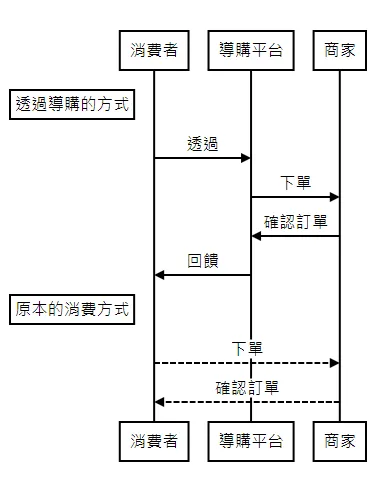 消費者 導購平台 商家
透過導購的方式
透過
下單
確認訂單
回饋
原本的消費方式
下單
確認訂單
消費者 導購平台 商家